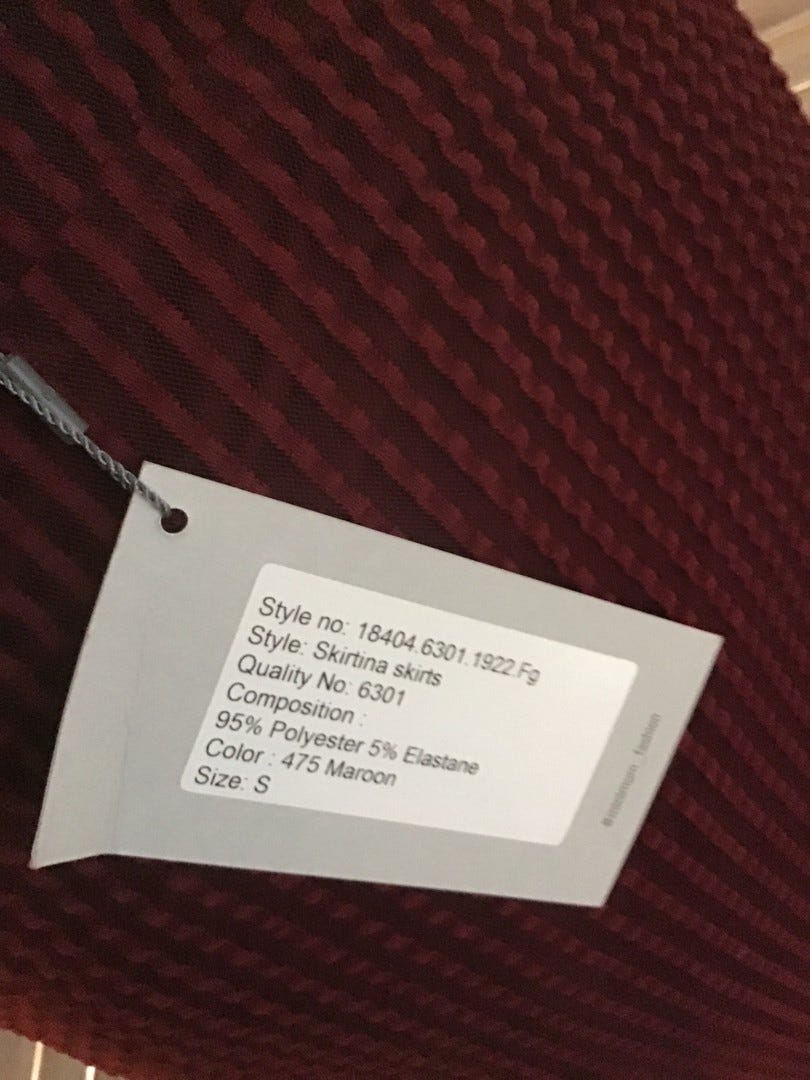 Style no: 18404.6301.1922.Fg
Style: Skirtina skirts
Quality No: 6301
Composition :
95% Polyester 5% Elastane
Color : 475 Maroon
Size: S
#minimum_fashion